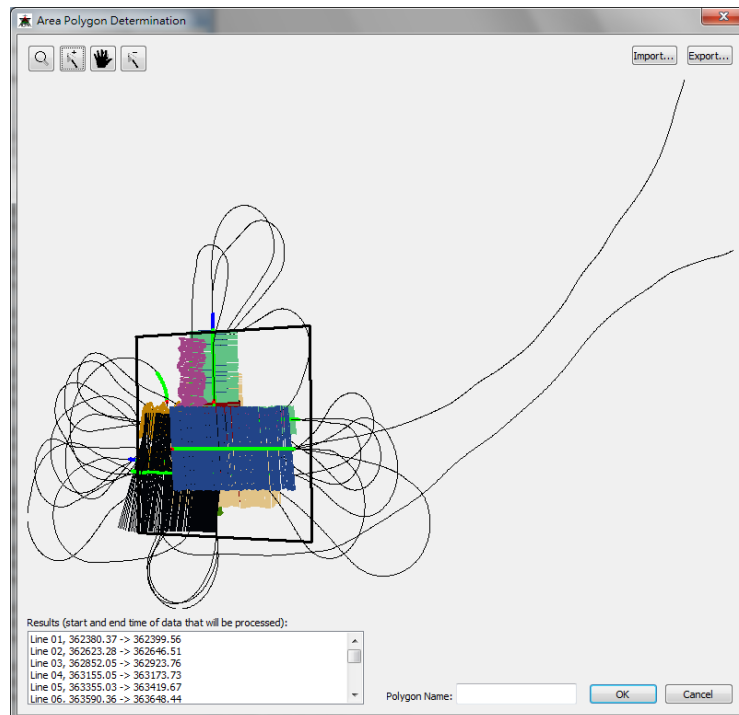 Area Polygon Determination
Import...
Export...
Results (start and end time of data that will be processed):
Line 01, 362380.37 -> 362399.56
Line 02, 362623.28 -> 362646.51
Line 03, 362852.05 -> 362923.76
Line 04, 363155.05 -> 363173.73
Line 05, 363355.03 -> 363419.67
Line 06, 363590.36 -> 363648.44
Polygon Name:
OK
Cancel